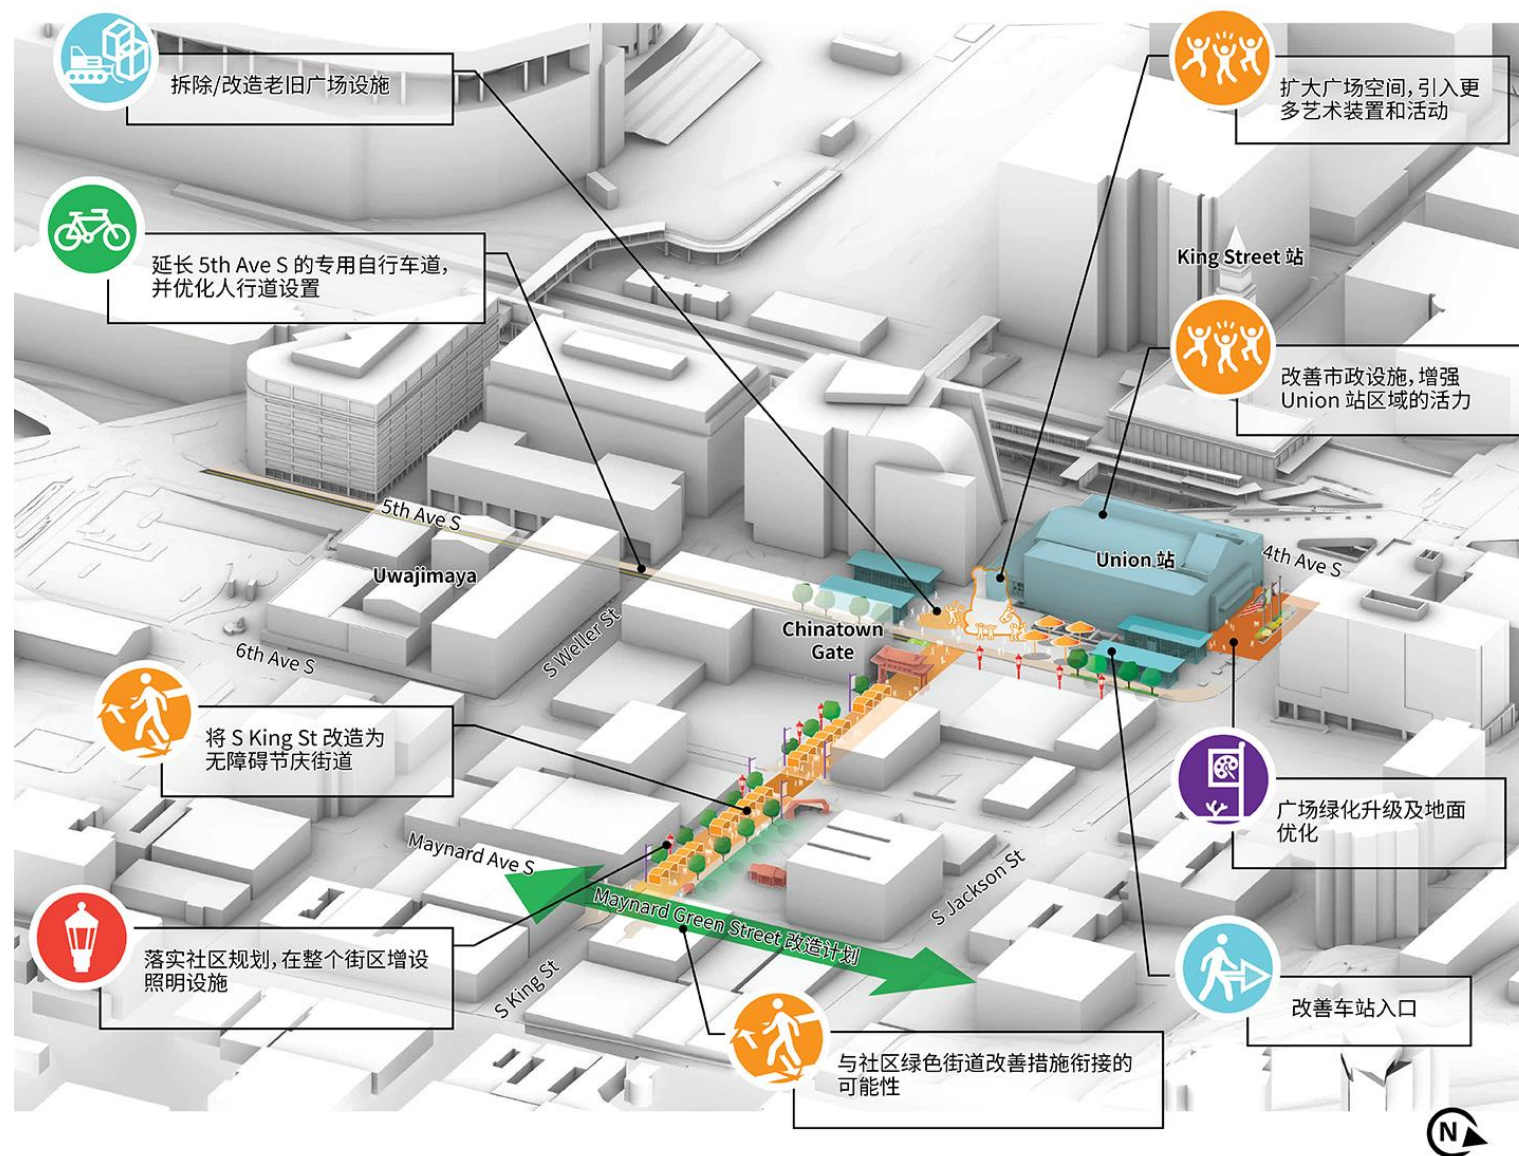 拆除/改造老旧广场设施
扩大广场空间，引入更
多艺术装置和活动
延长 5th Ave S 的专用自行车道，
并优化人行道设置
King Street 站
改善市政设施，增强
Union 站区域的活力
5th Ave S
Uwajimaya
Union 站
4th Ave S
6th Ave S
S Weller St
Chinatown
Gate
将 S King St 改造为
无障碍节庆街道
广场绿化升级及地面
优化
Maynard Ave S
Maynard Green Street 改造计划
S Jackson St
落实社区规划，在整个街区增设
照明设施
S King St
改善车站入口
与社区绿色街道改善措施衔接的
可能性
N